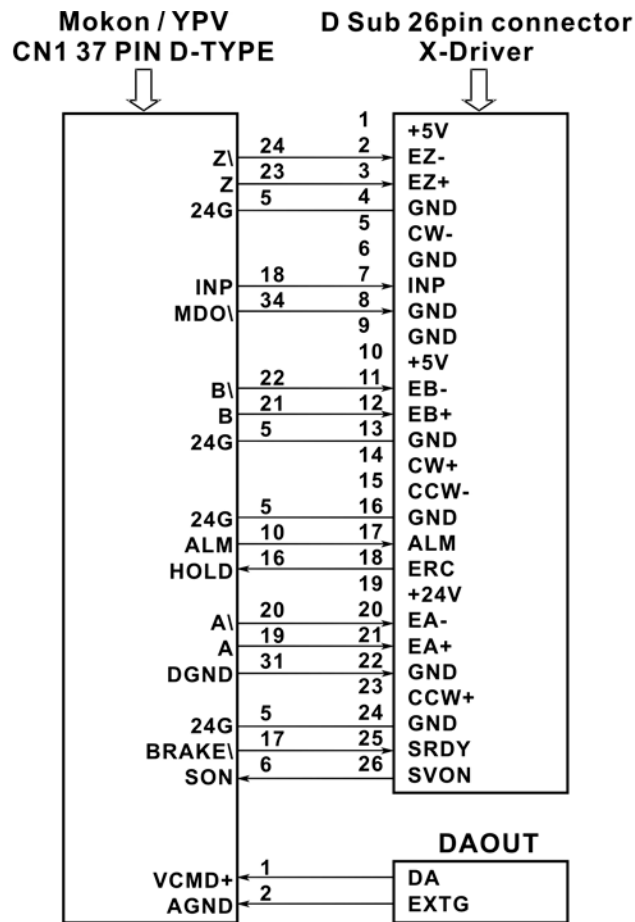 Mokon / YPV
CN1 37 PIN D-TYPE
D Sub 26pin connector
X-Driver
1 +5V
Z\ 24 2 EZ-
Z 23 3 EZ+
24G 5 4 GND
5 CW-
6 GND
INP 18 7 INP
MDO\ 34 8 GND
9 GND
10 +5V
B\ 22 11 EB-
B 21 12 EB+
24G 5 13 GND
14 CW+
15 CCW-
24G 5 16 GND
ALM 10 17 ALM
HOLD 16 18 ERC
19 +24V
A\ 20 20 EA-
A 19 21 EA+
DGND 31 22 GND
23 CCW+
24G 5 24 GND
BRAKE\ 17 25 SRDY
SON 6 26 SVON
DAOUT
VCMD+ 1 DA
AGND 2 EXTG